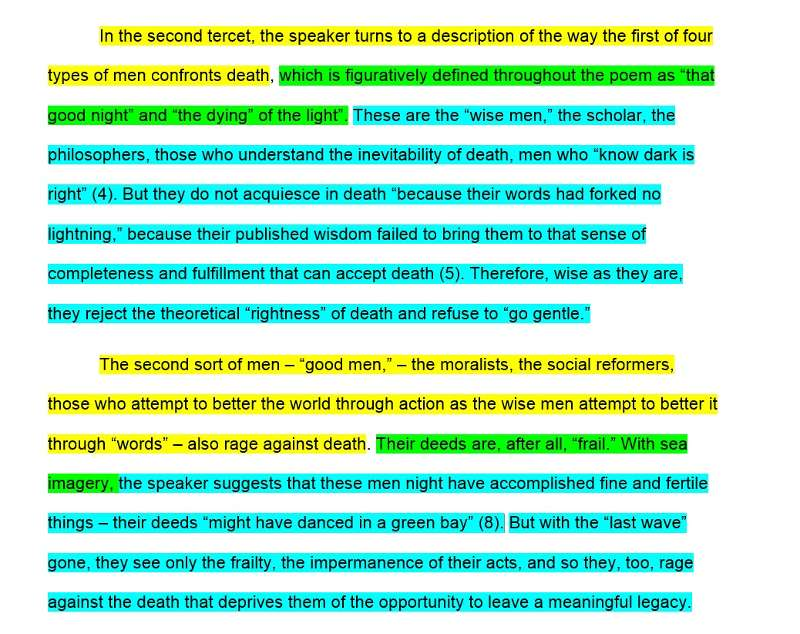 In the second tercet, the speaker turns to a description of the way the first of four
types of men confronts death, which is figuratively defined throughout the poem as “that
good night” and “the dying” of the light”. These are the “wise men,” the scholar, the
philosophers, those who understand the inevitability of death, men who “know dark is
right” (4). But they do not acquiesce in death “because their words had forked no
lightning,” because their published wisdom failed to bring them to that sense of
completeness and fulfillment that can accept death (5). Therefore, wise as they are,
they reject the theoretical “rightness” of death and refuse to “go gentle.”
The second sort of men – “good men,” – the moralists, the social reformers,
those who attempt to better the world through action as the wise men attempt to better it
through “words” – also rage against death. Their deeds are, after all, “frail.” With sea
imagery, the speaker suggests that these men night have accomplished fine and fertile
things – their deeds “might have danced in a green bay” (8). But with the “last wave”
gone, they see only the frailty, the impermanence of their acts, and so they, too, rage
against the death that deprives them of the opportunity to leave a meaningful legacy.